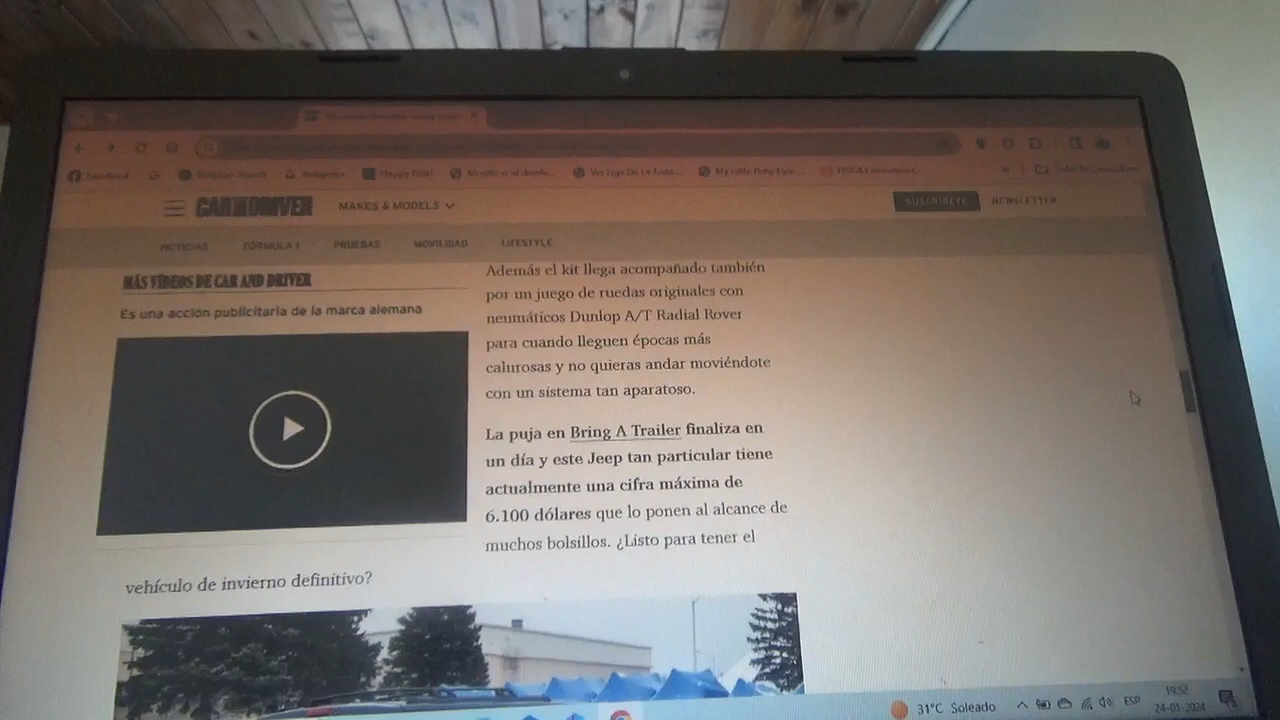 Facebook
Imágenes
CAR AND DRIVER
MAKES & MODELS
SUSCRÍBETE
NEWSLETTER
NOTICIAS
FÓRMULA 1
PRUEBAS
MOVILIDAD
LIFESTYLE
MÁS VÍDEOS DE CAR AND DRIVER
Es una acción publicitaria de la marca alemana
Además el kit llega acompañado también
por un juego de ruedas originales con
neumáticos Dunlop A/T Radial Rover
para cuando lleguen épocas más
calurosas y no quieras andar moviéndote
con un sistema tan aparatoso.
La puja en Bring A Trailer finaliza en
un día y este Jeep tan particular tiene
actualmente una cifra máxima de
6.100 dólares que lo ponen al alcance de
muchos bolsillos. ¿Listo para tener el
vehículo de invierno definitivo?
31°C Soleado
ESP
19:52
24-01-2024